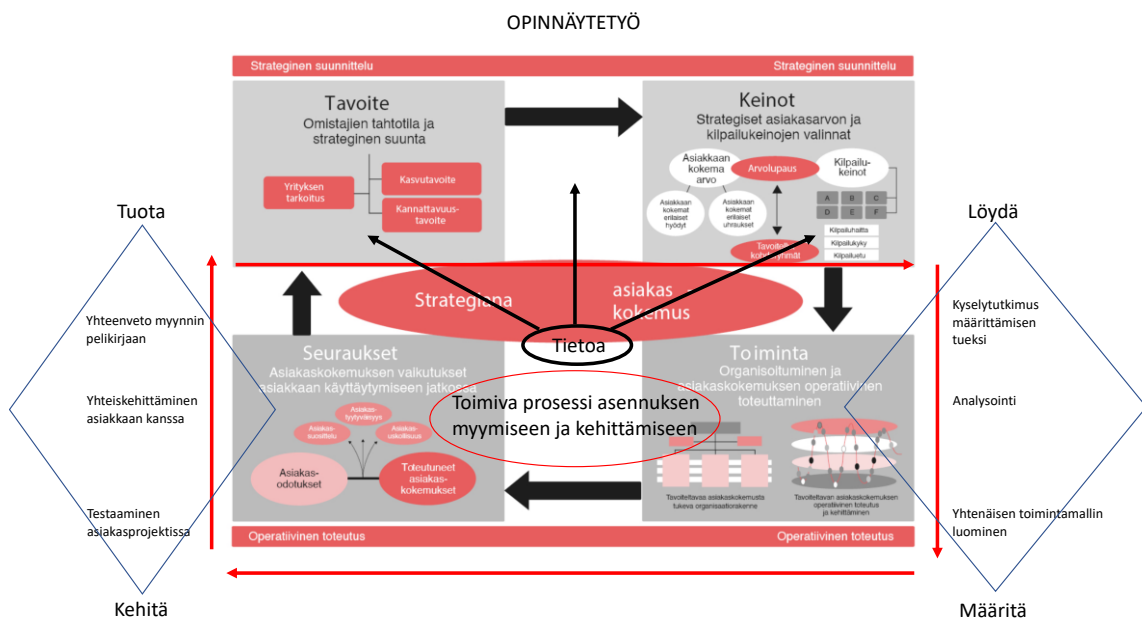 OPINNÄYTETYÖ
Strateginen suunnittelu
Strateginen suunnittelu
Tavoite
Omistajien tahtotila ja
strateginen suunta
Yrityksen
tarkoitus
Kasvutavoite
Kannattavuus-
tavoite
Keinot
Strategiset asiakasarvon ja
kilpailukeinojen valinnat
Asiakkaan
kokema
arvo
Arvolupaus
Kilpailu-
keinot
Asiakkaan
kokemat
erilaiset
hyödyt
Asiakkaan
kokemat
erilaiset
uhraukset
A B C
D E F
Kilpailuhaitta
Kilpailukyky
Kilpailuetu
Tuota
Löydä
Strategiana
asiakas
kokemus
Tietoa
Yhteenveto myynnin
pelikirjaan
Yhteiskehittäminen
asiakkaan kanssa
Testaaminen
asiakasprojektissa
Kehitä
Seuraukset
Asiakaskokemuksen vaikutukset
asiakkaan käyttäytymiseen jatkossa
Asiakas-
tyytyväisyys
Asiakas-
suosittelu
Asiakas-
uskollisuus
Asiakas-
odotukset
Toteutuneet
asiakas-
kokemukset
Toimiva prosessi asennuksen
myymiseen ja kehittämiseen
Toiminta
Organisoituminen ja
asiakaskokemuksen operatiivinen
toteuttaminen
Tavoiteltavaa asiakaskokemusta
tukeva organisaatiorakenne
Tavoiteltavan asiakaskokemuksen
operatiivinen toteutus
ja kehittäminen
Kyselytutkimus
määrittämisen
tueksi
Analysointi
Yhtenäisen toimintamallin
luominen
Määritä
Operatiivinen toteutus
Operatiivinen toteutus